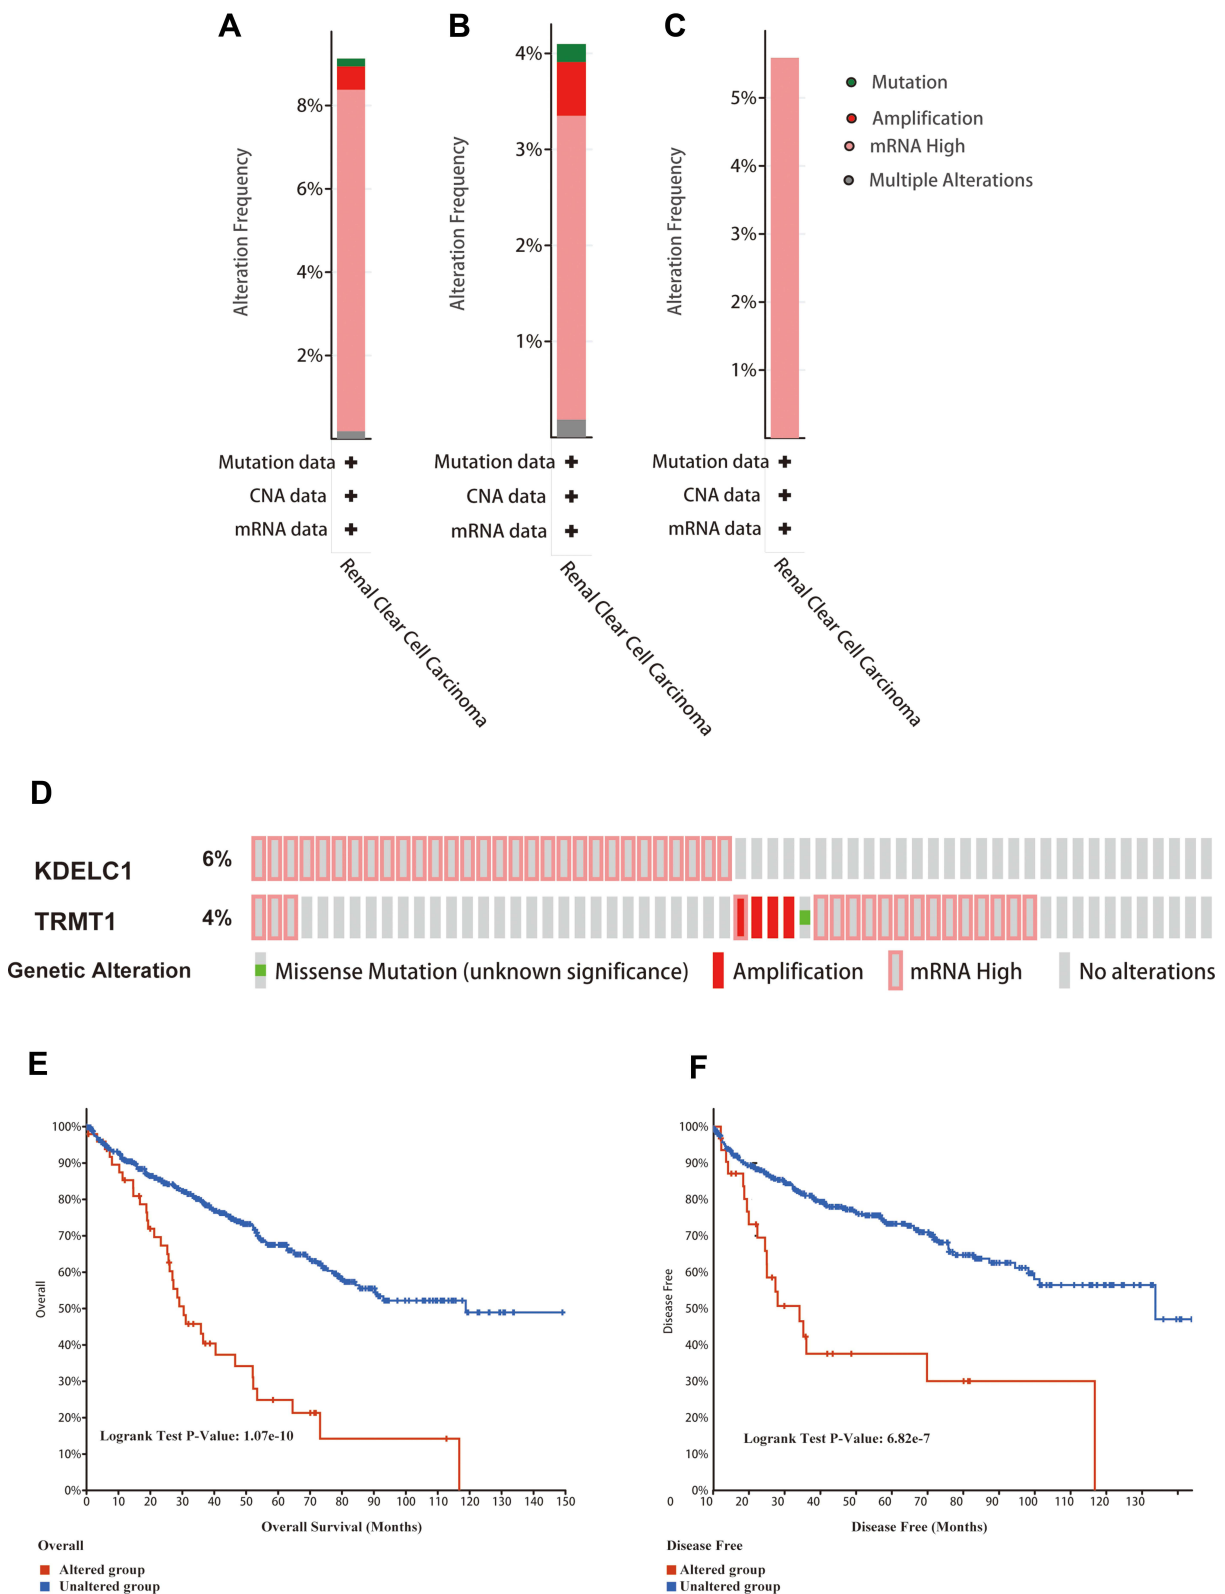 A
B
C
8%
6%
4%
2%
Alteration Frequency
4%
3%
2%
1%
Alteration Frequency
5%
4%
3%
2%
1%
Alteration Frequency
Mutation
Amplification
mRNA High
Multiple Alterations
Mutation data
CNA data
mRNA data
Mutation data
CNA data
mRNA data
Mutation data
CNA data
mRNA data
Renal Clear Cell Carcinoma
Renal Clear Cell Carcinoma
Renal Clear Cell Carcinoma
D
KDELC1 6%
TRMT1 4%
Genetic Alteration Missense Mutation (unknown significance) Amplification mRNA High No alterations
E
100%
90%
80%
70%
60%
50%
40%
30%
20%
10%
0%
Overall
Logrank Test P-Value: 1.07e-10
0 10 20 30 40 50 60 70 80 90 100 110 120 130 140 150
Overall Survival (Months)
Overall
Altered group
Unaltered group
F
100%
90%
80%
70%
60%
50%
40%
30%
20%
10%
0%
Disease Free
Logrank Test P-Value: 6.82e-7
0 10 20 30 40 50 60 70 80 90 100 110 120 130
Disease Free (Months)
Disease Free
Altered group
Unaltered group